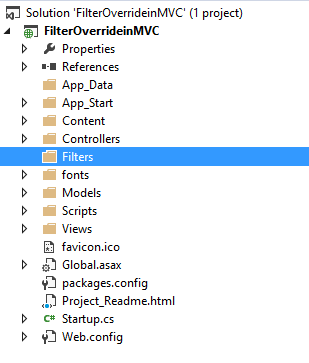 Solution 'FilterOverrideinMVC' (1 project)
FilterOverrideinMVC
Properties
References
App_Data
App_Start
Content
Controllers
Filters
fonts
Models
Scripts
Views
favicon.ico
Global.asax
packages.config
Project_Readme.html
C# Startup.cs
Web.config